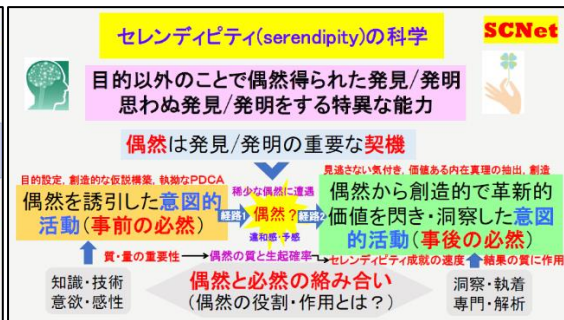 セレンディピティ(serendipity)の科学
SCNet
目的以外のことで偶然得られた発見/発明
思わぬ発見/発明をする特異な能力
偶然は発見/発明の重要な契機
目的設定, 創造的な仮説構築, 執拗なPDCA
偶然を誘引した意図的
活動(事前の必然)
経路1
稀少な偶然に遭遇
偶然?
違和感・予感
経路2
見逃さない気付き, 価値ある内在真理の抽出, 創造
偶然から創造的で革新的
価値を閃き・洞察した意図
的活動(事後の必然)
質・量の重要性
偶然の質と生起確率
セレンディピティ成就の速度
結果の質に作用
知識・技術
意欲・感性
偶然と必然の絡み合い
(偶然の役割・作用とは?)
洞察・執着
専門・解析